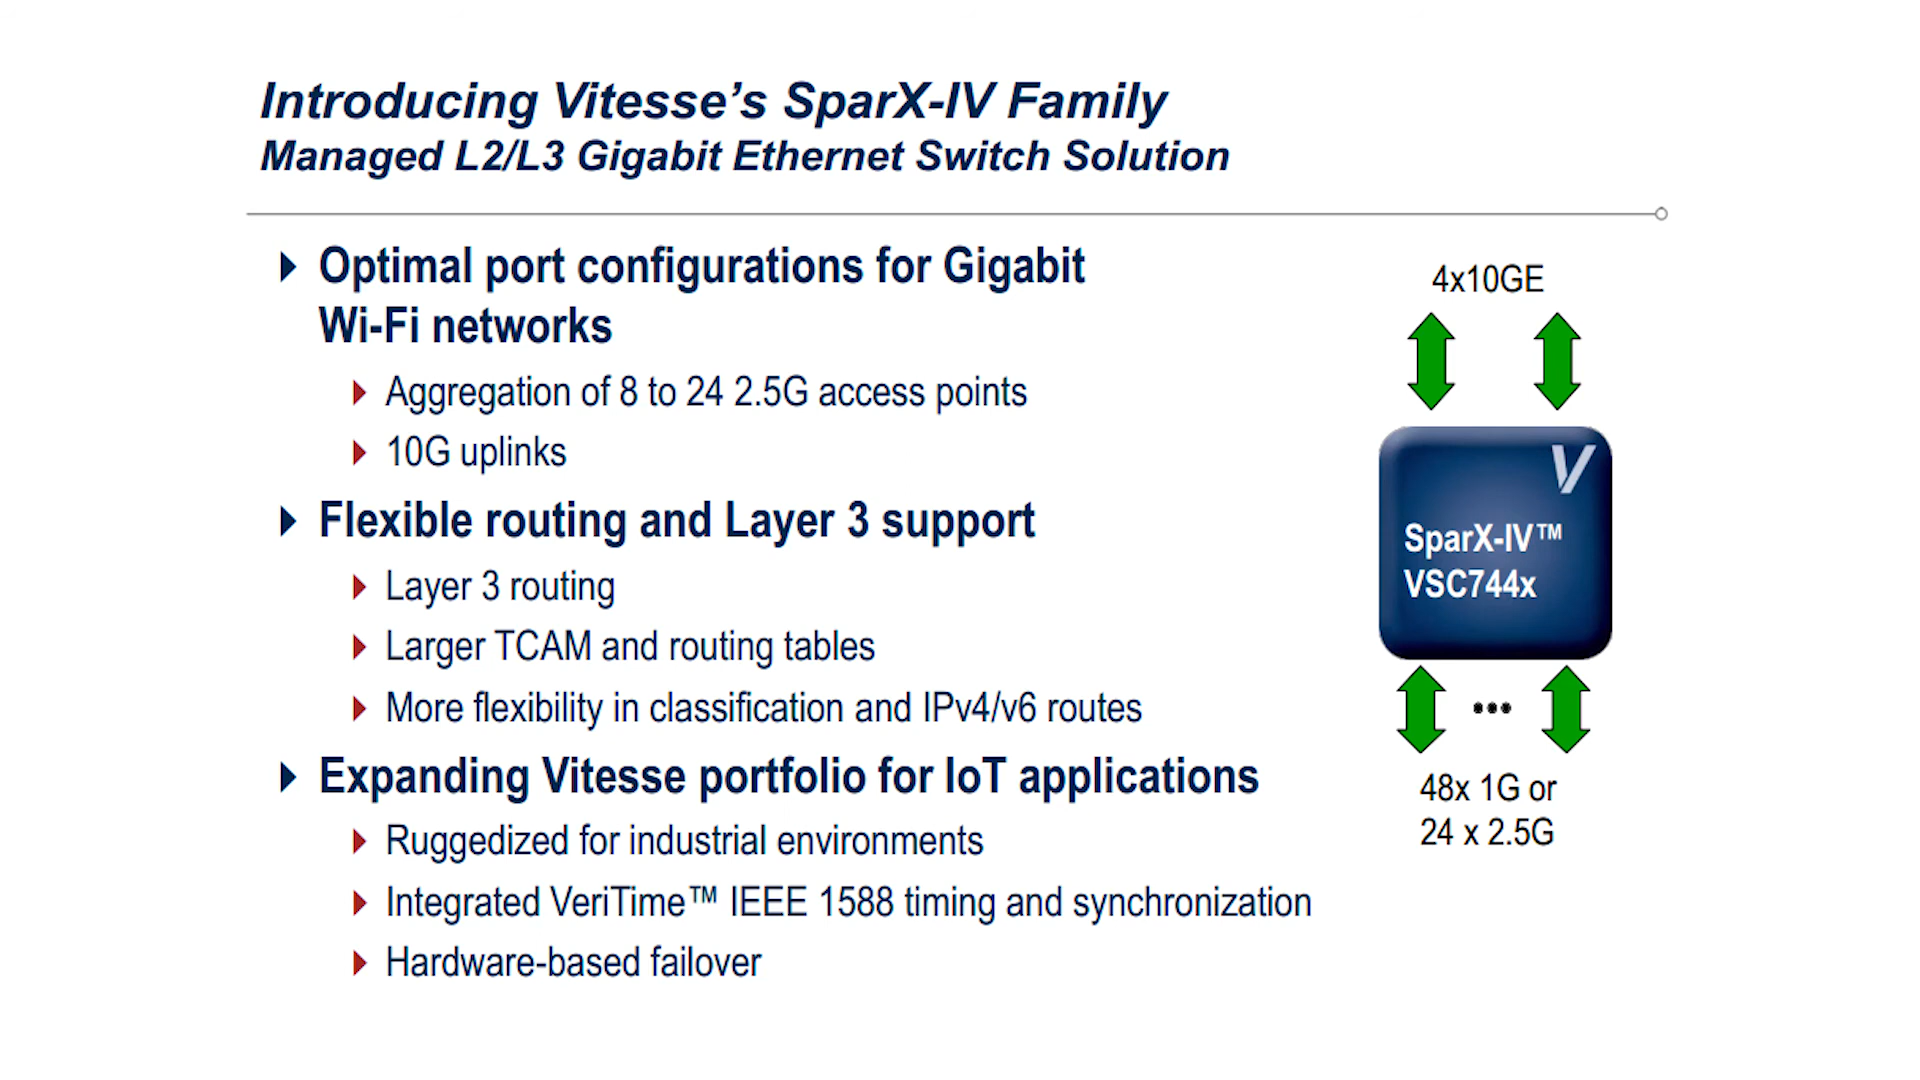 Introducing Vitesse’s SparX-IV Family
Managed L2/L3 Gigabit Ethernet Switch Solution
Optimal port configurations for Gigabit
Wi-Fi networks
Aggregation of 8 to 24 2.5G access points
10G uplinks
Flexible routing and Layer 3 support
Layer 3 routing
Larger TCAM and routing tables
More flexibility in classification and IPv4/v6 routes
Expanding Vitesse portfolio for IoT applications
Ruggedized for industrial environments
Integrated VeriTime™ IEEE 1588 timing and synchronization
Hardware-based failover
4x10GE
V
SparX-IV™
VSC744x
•••
48x 1G or
24 x 2.5G